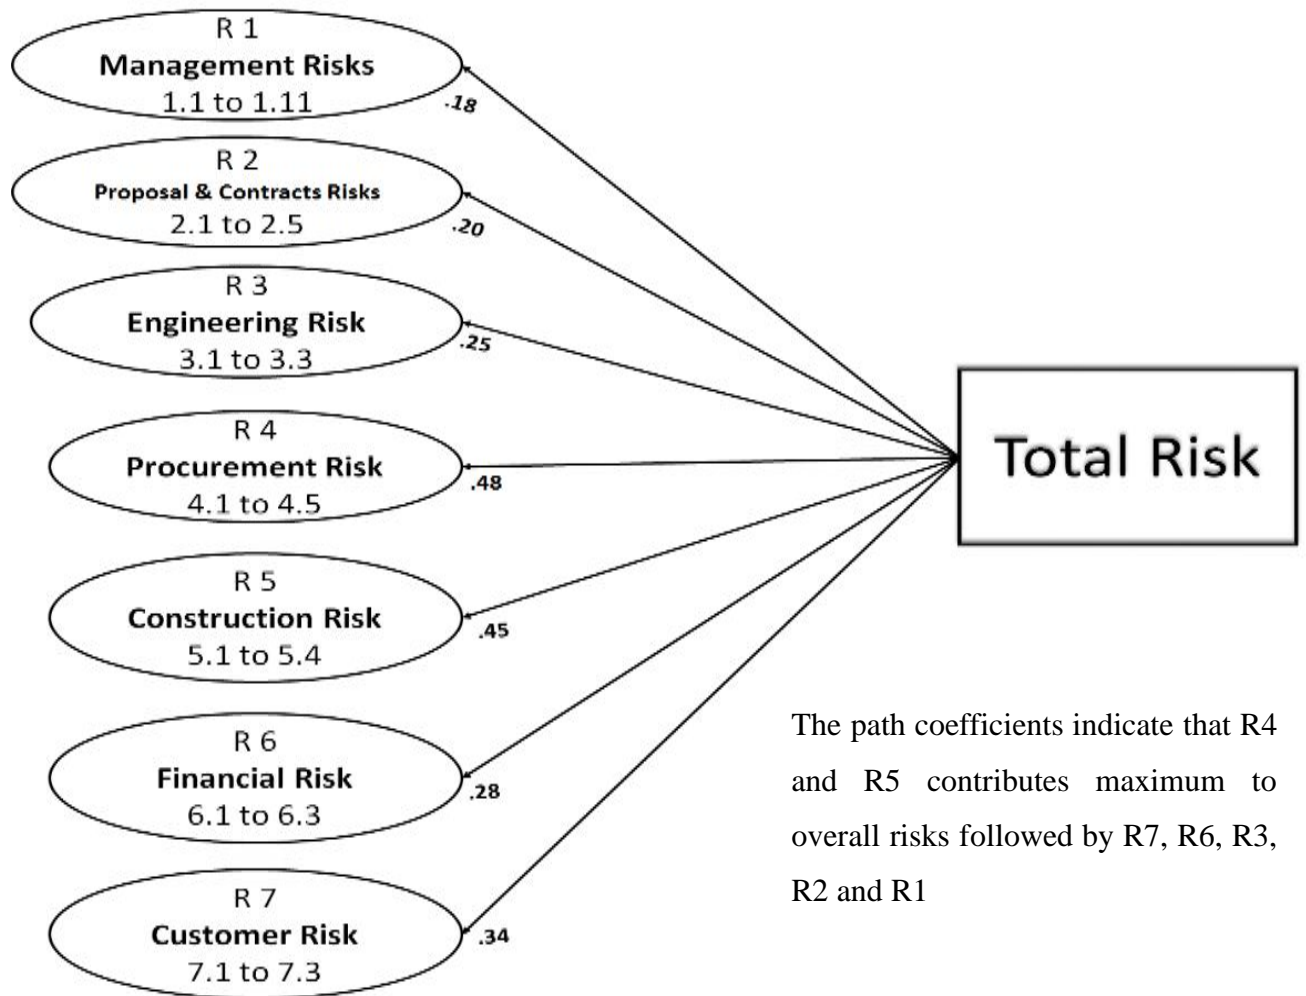 R 1
Management Risks
1.1 to 1.11
.18
R 2
Proposal & Contracts Risks
2.1 to 2.5
.20
R 3
Engineering Risk
3.1 to 3.3
.25
R 4
Procurement Risk
4.1 to 4.5
.48
R 5
Construction Risk
5.1 to 5.4
.45
R 6
Financial Risk
6.1 to 6.3
.28
R 7
Customer Risk
7.1 to 7.3
.34
Total Risk
The path coefficients indicate that R4
and R5 contributes maximum to
overall risks followed by R7, R6, R3,
R2 and R1